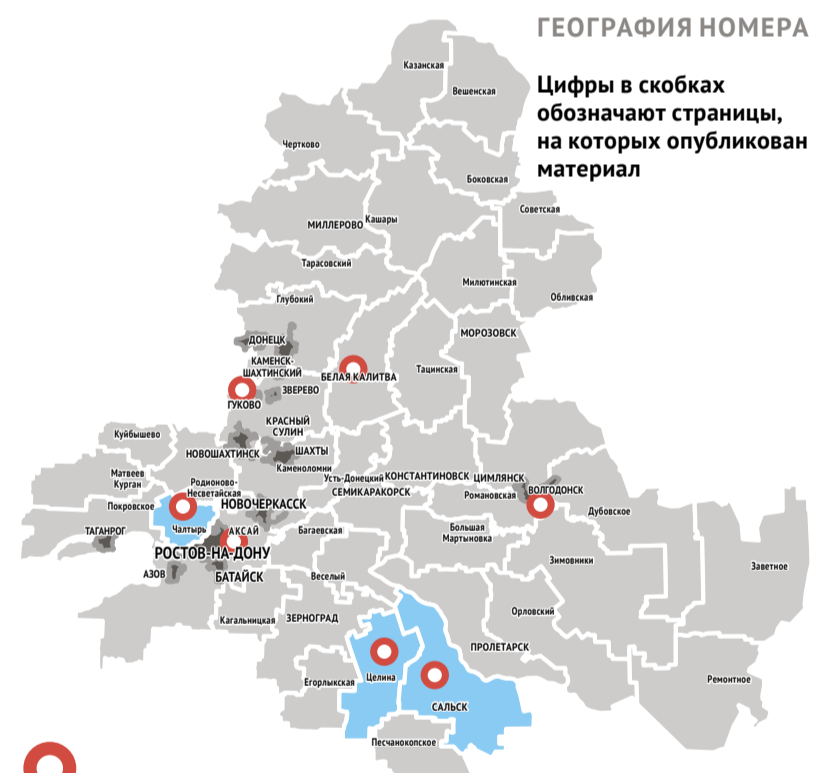 ГЕОГРАФИЯ НОМЕРА
Цифры в скобках
обозначают страницы,
на которых опубликован
материал
Казанская
Вешенская
Чертково
Боковская
Советская
МИЛЛЕРОВО
Кашары
Тарасовский
Милютинская
Обливская
Глубокий
МОРОЗОВСК
ДОНЕЦК
КАМЕНСК-
ШАХТИНСКИЙ
БЕЛАЯ КАЛИТВА
Тацинская
ЗВЕРЕВО
ГУКОВО
КРАСНЫЙ
СУЛИН
Куйбышево
НОВОШАХТИНСК
ШАХТЫ
Каменоломни
Матвеев
Курган
Родионово-
Несветайская
Усть-Донецкий
КОНСТАНТИНОВСК
ЦИМЛЯНСК
СЕМИКАРАКОРСК
Романовская
ВОЛГОДОНСК
Покровское
НОВОЧЕРКАССК
Дубовское
ТАГАНРОГ
Чалтырь
АКСАЙ
Багаевская
Большая
Мартыновка
РОСТОВ-НА-ДОНУ
Зимовники
Заветное
АЗОВ
БАТАЙСК
Веселый
Кагальницкая
ЗЕРНОГРАД
Орловский
ПРОЛЕТАРСК
Егорлыкская
Целина
Ремонтное
САЛЬСК
Песчанокопское